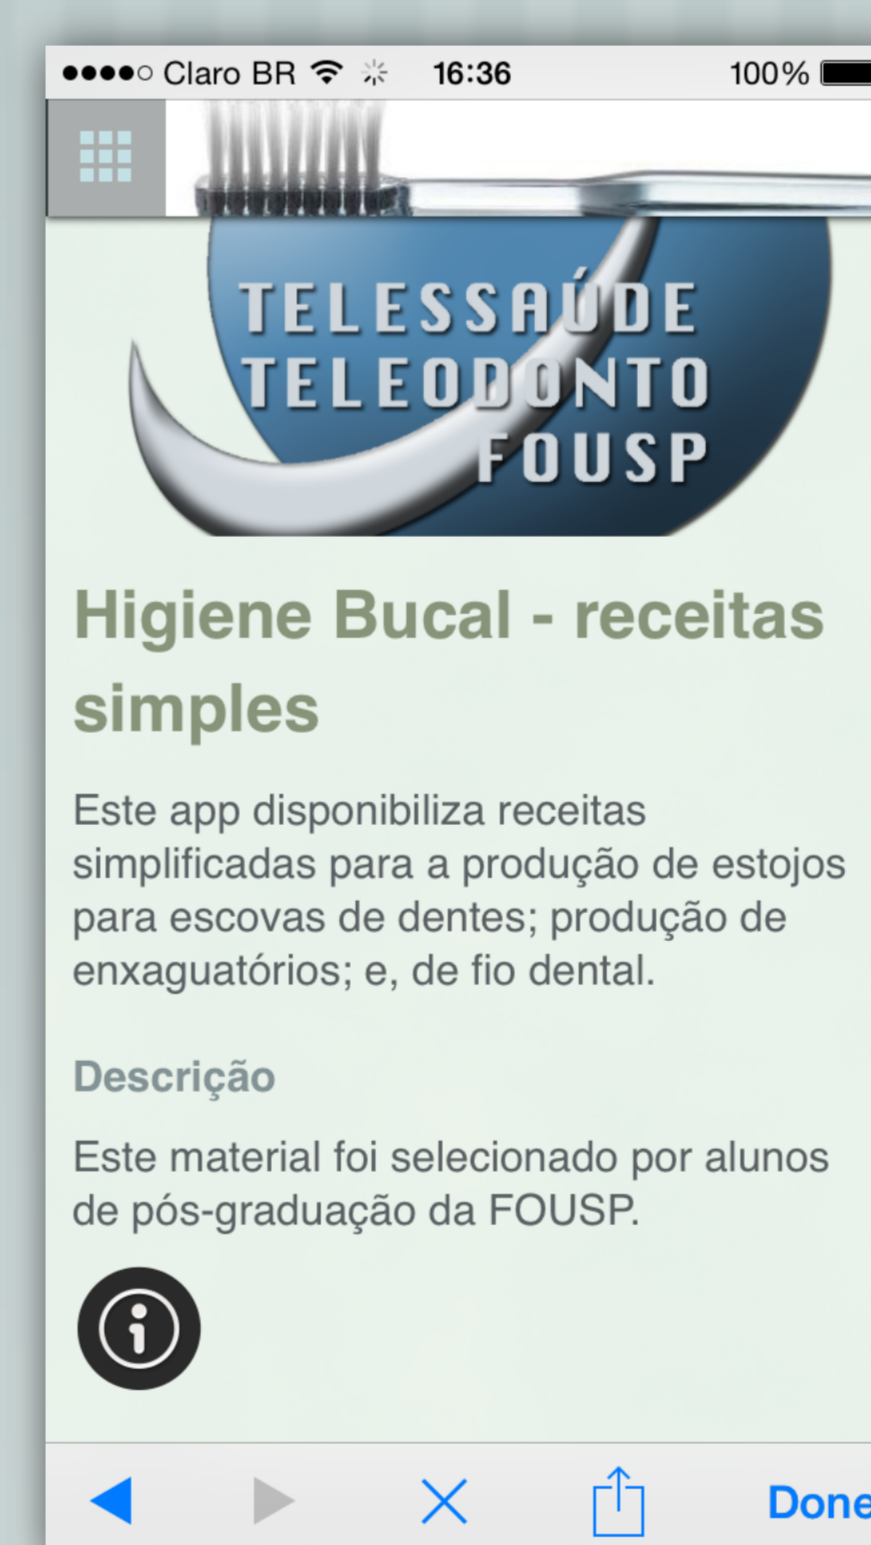 Claro BR 16:36 100%
TELESSAÚDE
TELEODONTO
FOUSP
Higiene Bucal - receitas
simples
Este app disponibiliza receitas
simplificadas para a produção de estojos
para escovas de dentes; produção de
enxaguatórios; e, de fio dental.
Descrição
Este material foi selecionado por alunos
de pós-graduação da FOUSP.
Done